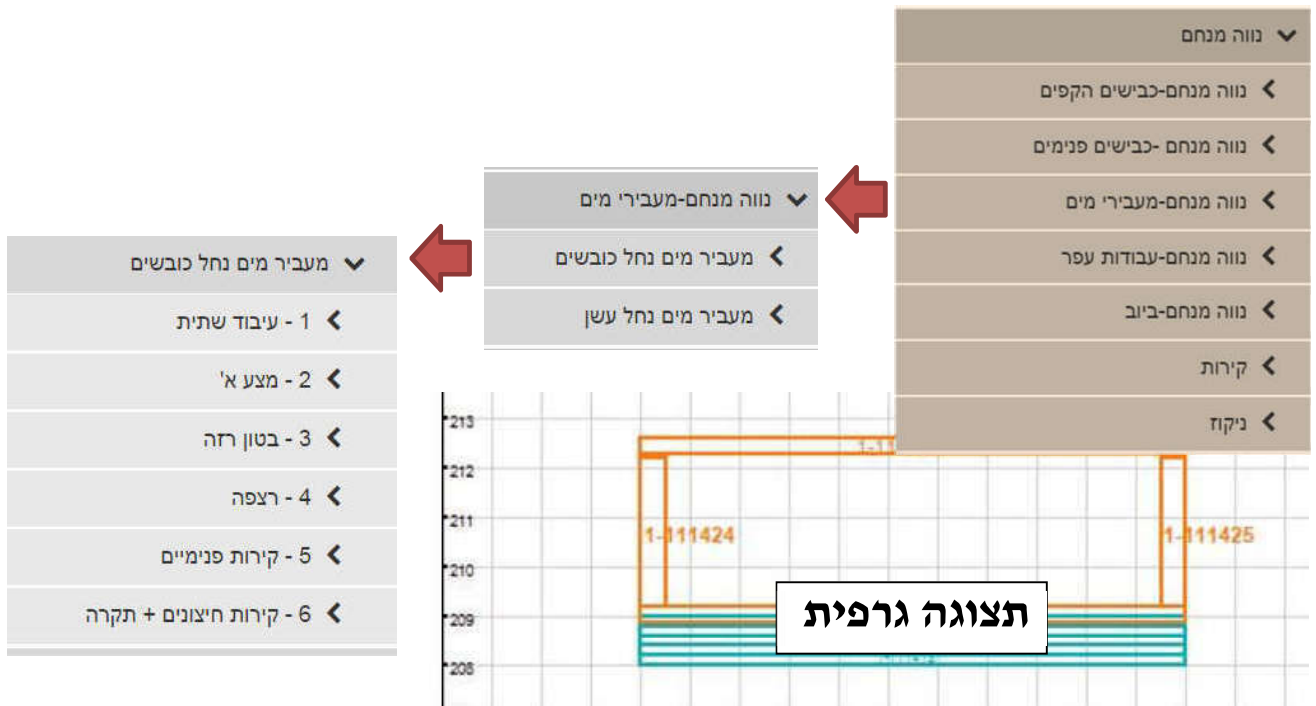 נווה מנחם
נווה מנחם-כבישים הקפים
נווה מנחם -כבישים פנימים
נווה מנחם-מעבירי מים
נווה מנחם-עבודות עפר
נווה מנחם-ביוב
קירות
ניקוז
נווה מנחם-מעבירי מים
מעביר מים נחל כובשים
מעביר מים נחל עשן
מעביר מים נחל כובשים
1 - עיבוד שתית
2 - מצע א'
3 - בטון רזה
4 - רצפה
5 - קירות פנימיים
6 - קירות חיצונים + תקרה
213
212
211
210
209
208
1-111424
1-111425
תצוגה גרפית